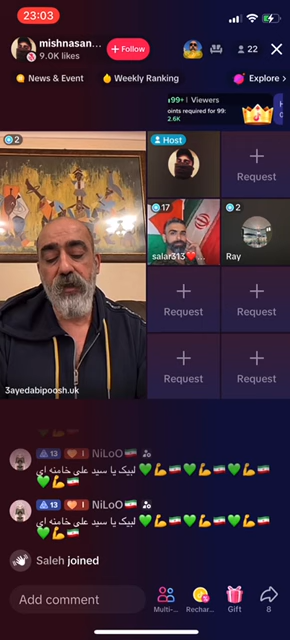 23:03
mishnasan...
9.0K likes
+ Follow
22
News & Event
Weekly Ranking
Explore >
99+ Viewers
oints required for 99:
2.6K
2
Host
Request
17
salar313❤️...
2
Ray
Request
Request
Request
Request
Request
3ayedabipoosh.uk
13 I NiLoO🇮🇷
لبیک یا سید علی خامنه ای 💚💪🇮🇷💚💪🇮🇷💚💪🇮🇷
💚💪🇮🇷
13 I NiLoO🇮🇷
لبیک یا سید علی خامنه ای 💚💪🇮🇷💚💪🇮🇷💚💪🇮🇷
💚💪🇮🇷
Saleh joined
Add comment
Multi-...
Rechar...
Gift
8